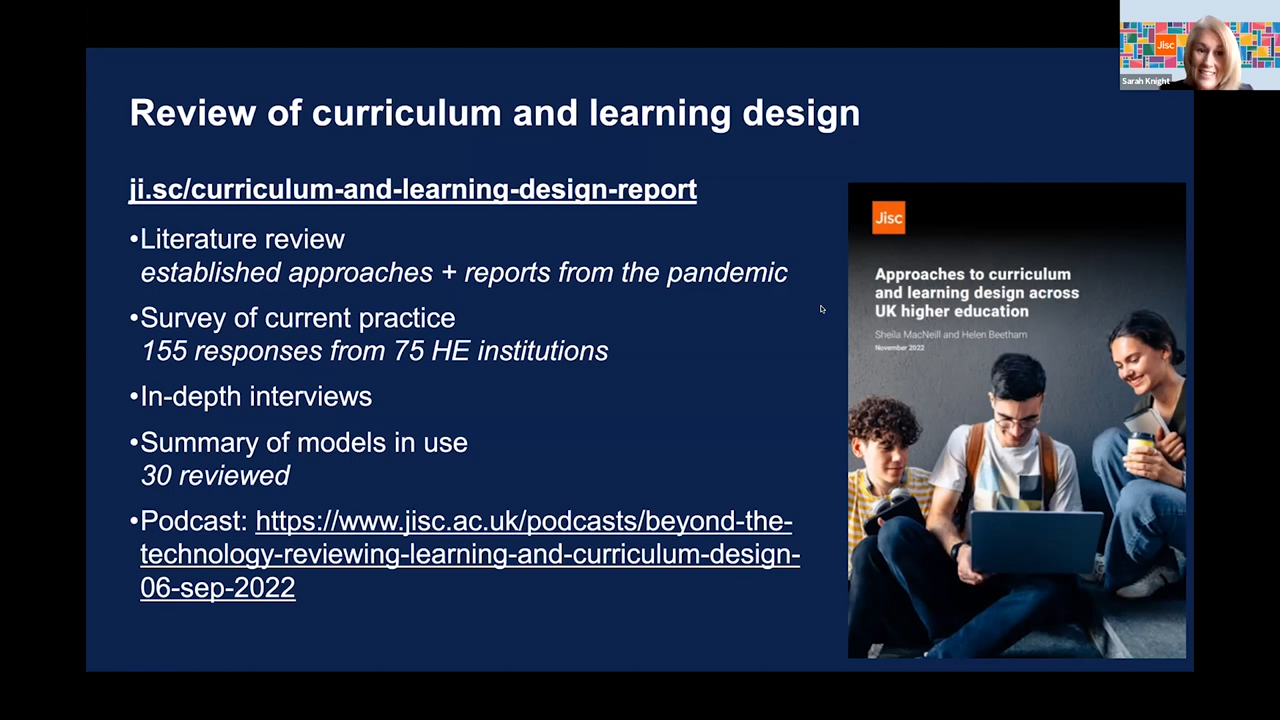 Review of curriculum and learning design
ji.sc/curriculum-and-learning-design-report
•Literature review
established approaches + reports from the pandemic
•Survey of current practice
155 responses from 75 HE institutions
•In-depth interviews
•Summary of models in use
30 reviewed
•Podcast: https://www.jisc.ac.uk/podcasts/beyond-the-
technology-reviewing-learning-and-curriculum-design-
06-sep-2022
Jisc
Approaches to curriculum
and learning design across
UK higher education
Sheila MacNeill and Helen Beetham
November 2022
Jisc
Sarah Knight